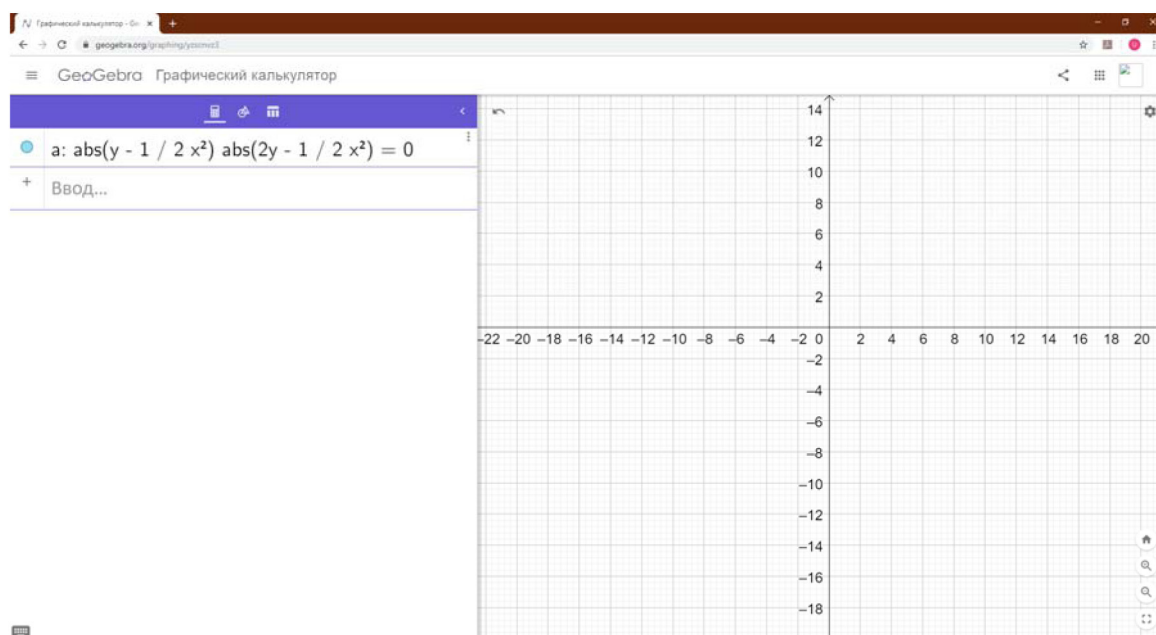 Графический калькулятор - Ge
geogebra.org/graphing/
GeoGebra Графический калькулятор
a: abs(y - 1 / 2 x²) abs(2y - 1 / 2 x²) = 0
+ Ввод...
14
12
10
8
6
4
2
–22 –20 –18 –16 –14 –12 –10 –8 –6 –4 –2 0 2 4 6 8 10 12 14 16 18 20
–2
–4
–6
–8
–10
–12
–14
–16
–18